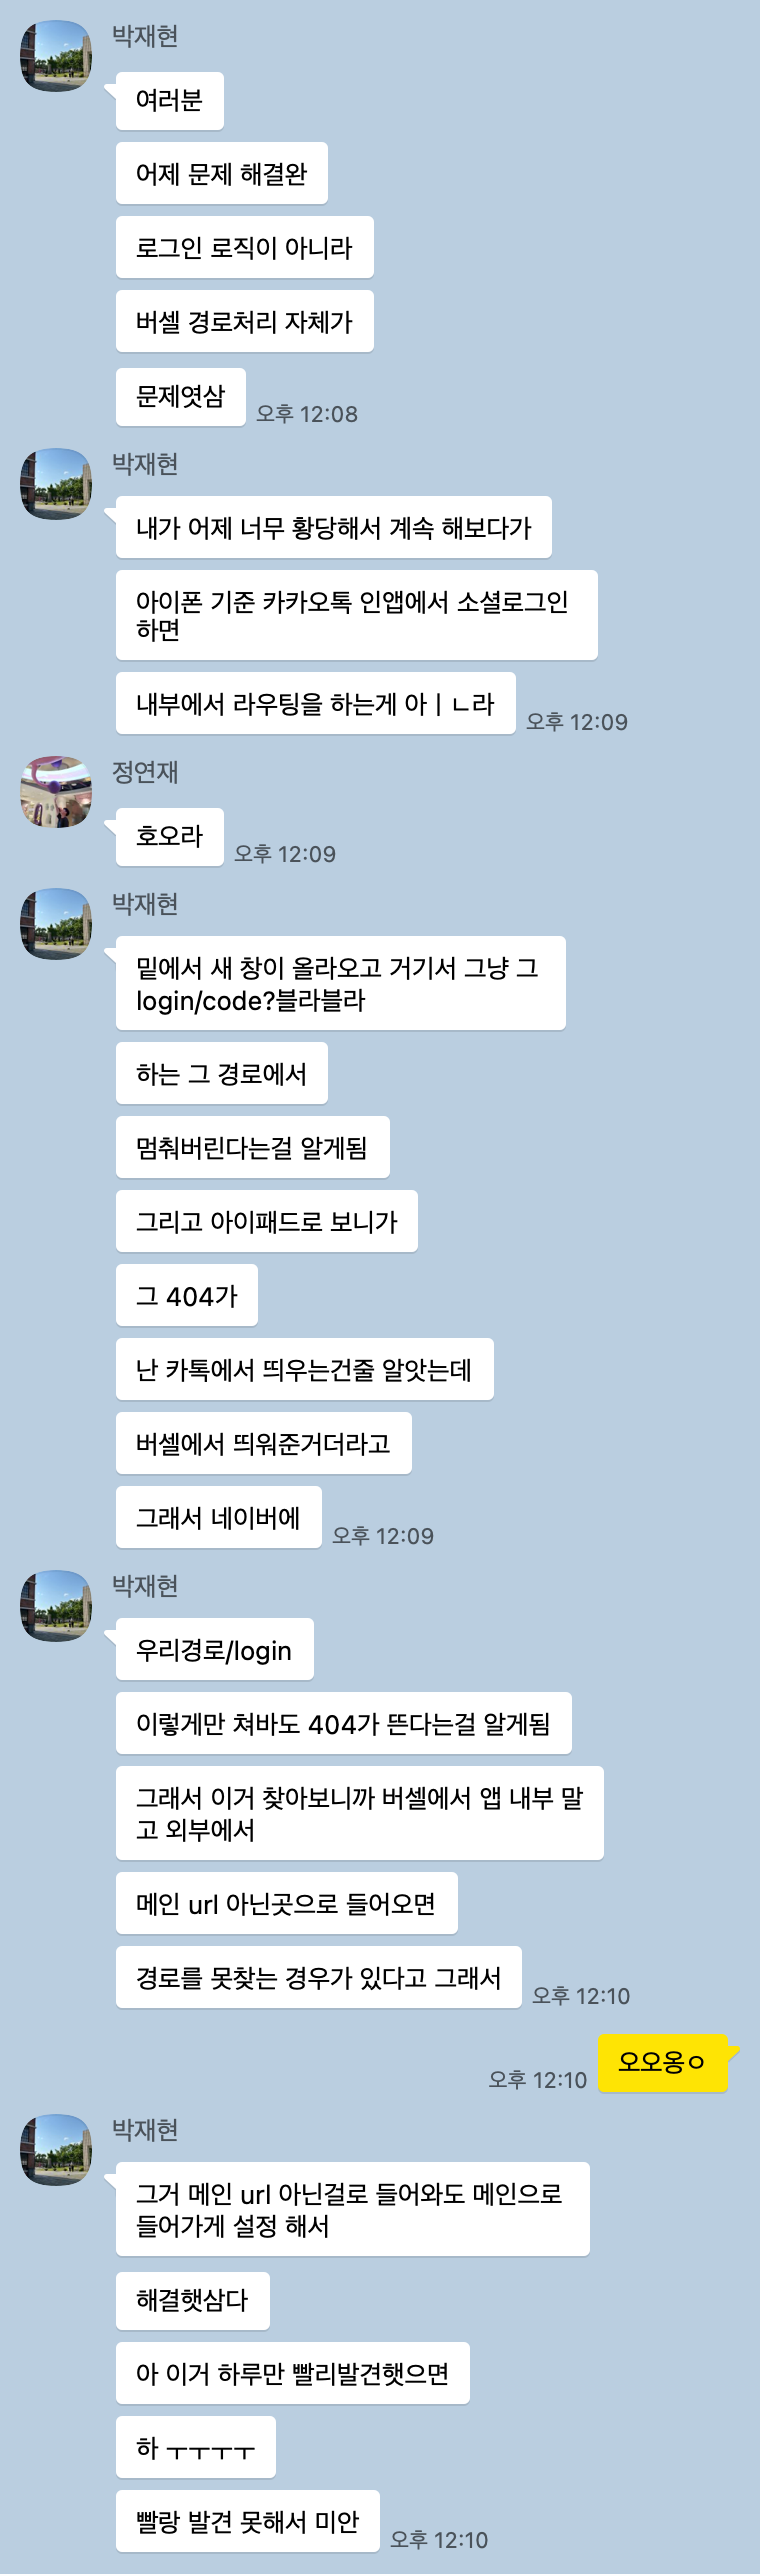 박재현
여러분
어제 문제 해결완
로그인 로직이 아니라
버셀 경로처리 자체가
문제엿삼
오후 12:08
박재현
내가 어제 너무 황당해서 계속 해보다가
아이폰 기준 카카오톡 인앱에서 소셜로그인
하면
내부에서 라우팅을 하는게 아ㅣㄴ라
오후 12:09
정연재
호오라
오후 12:09
박재현
밑에서 새 창이 올라오고 거기서 그냥 그
login/code?블라블라
하는 그 경로에서
멈춰버린다는걸 알게됨
그리고 아이패드로 보니가
그 404가
난 카톡에서 띄우는건줄 알앗는데
버셀에서 띄워준거더라고
그래서 네이버에
오후 12:09
박재현
우리경로/login
이렇게만 쳐바도 404가 뜬다는걸 알게됨
그래서 이거 찾아보니까 버셀에서 앱 내부 말
고 외부에서
메인 url 아닌곳으로 들어오면
경로를 못찾는 경우가 있다고 그래서
오후 12:10
오오옹ㅇ
오후 12:10
박재현
그거 메인 url 아닌걸로 들어와도 메인으로
들어가게 설정 해서
해결햇삼다
아 이거 하루만 빨리발견햇으면
하 ㅜㅜㅜㅜ
빨랑 발견 못해서 미안
오후 12:10